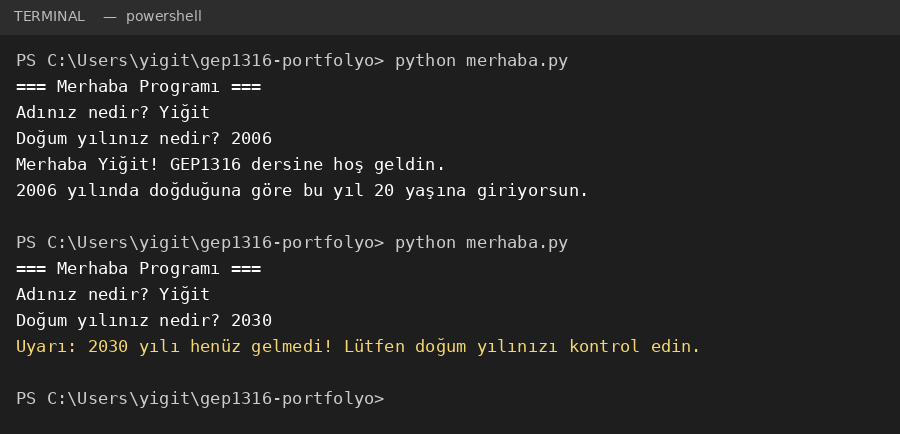 TERMINAL — powershell
PS C:\Users\yigit\gep1316-portfolyo> python merhaba.py
=== Merhaba Programı ===
Adınız nedir? Yiğit
Doğum yılınız nedir? 2006
Merhaba Yiğit! GEP1316 dersine hoş geldin.
2006 yılında doğduğuna göre bu yıl 20 yaşına giriyorsun.
PS C:\Users\yigit\gep1316-portfolyo> python merhaba.py
=== Merhaba Programı ===
Adınız nedir? Yiğit
Doğum yılınız nedir? 2030
Uyarı: 2030 yılı henüz gelmedi! Lütfen doğum yılınızı kontrol edin.
PS C:\Users\yigit\gep1316-portfolyo>